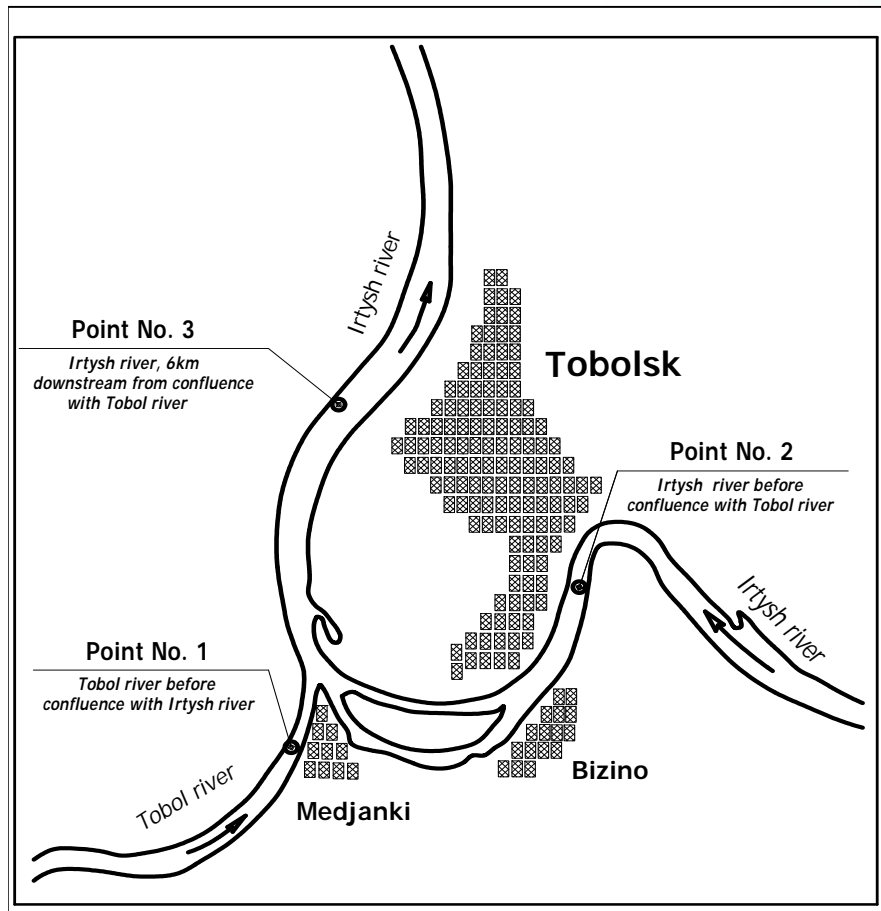 Irtysh river
Point No. 3
Irtysh river, 6km
downstream from confluence
with Tobol river
Tobolsk
Point No. 2
Irtysh river before
confluence with Tobol river
Irtysh river
Point No. 1
Tobol river before
confluence with Irtysh river
Tobol river
Medjanki
Bizino